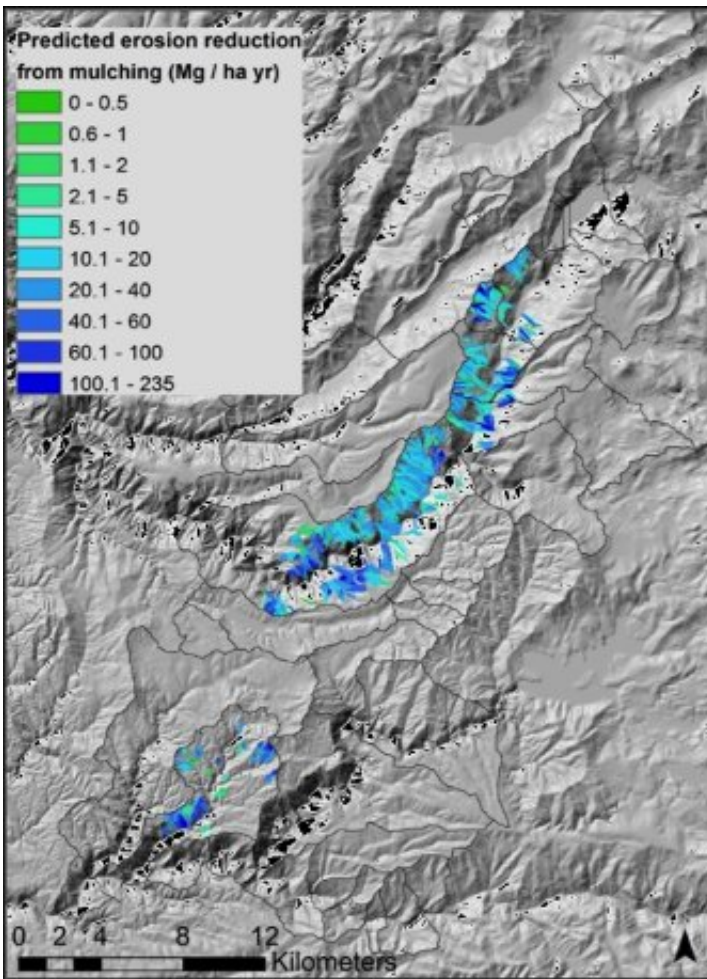 Predicted erosion reduction
from mulching (Mg / ha yr)
0 - 0.5
0.6 - 1
1.1 - 2
2.1 - 5
5.1 - 10
10.1 - 20
20.1 - 40
40.1 - 60
60.1 - 100
100.1 - 235
0 2 4 8 12
Kilometers